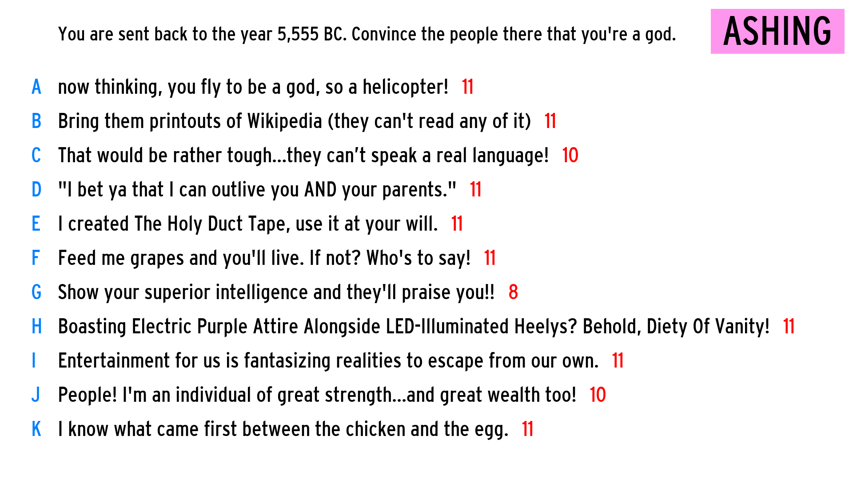 You are sent back to the year 5,555 BC. Convince the people there that you're a god.
ASHING
A now thinking, you fly to be a god, so a helicopter! 11
B Bring them printouts of Wikipedia (they can't read any of it) 11
C That would be rather tough...they can’t speak a real language! 10
D "I bet ya that I can outlive you AND your parents." 11
E I created The Holy Duct Tape, use it at your will. 11
F Feed me grapes and you'll live. If not? Who's to say! 11
G Show your superior intelligence and they'll praise you!! 8
H Boasting Electric Purple Attire Alongside LED-Illuminated Heelys? Behold, Diety Of Vanity! 11
I Entertainment for us is fantasizing realities to escape from our own. 11
J People! I'm an individual of great strength...and great wealth too! 10
K I know what came first between the chicken and the egg. 11